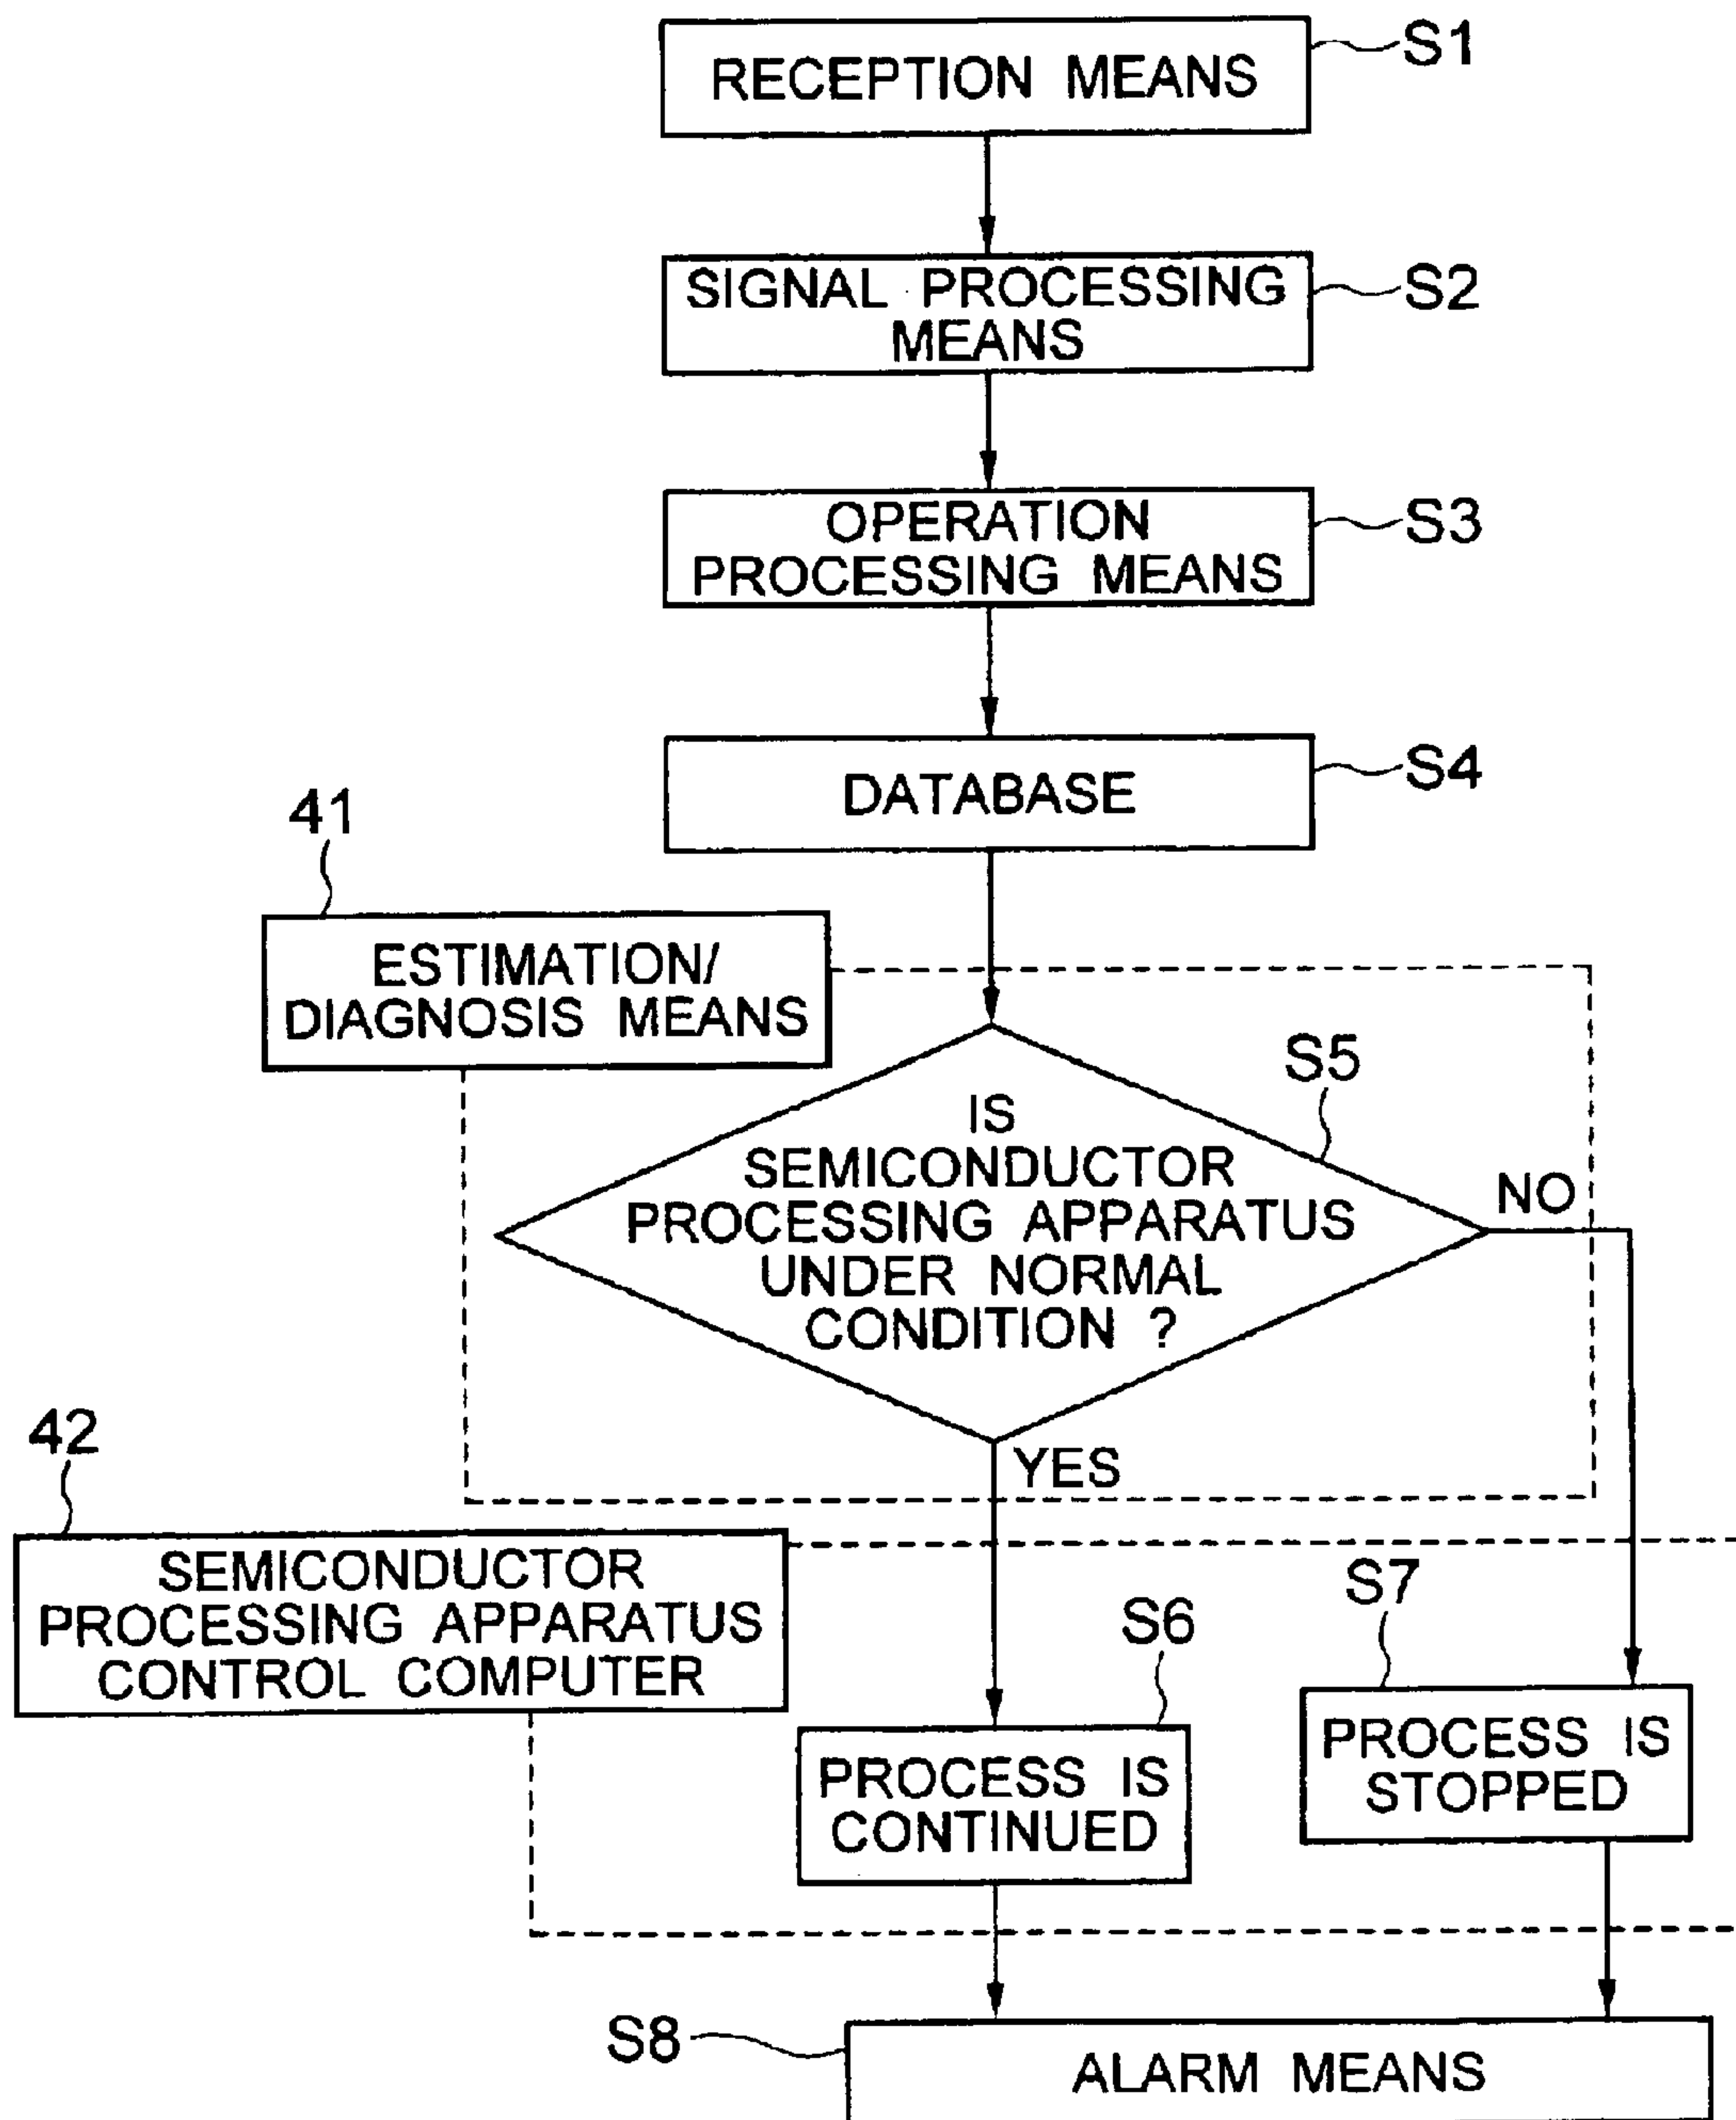 RECEPTION MEANS
S1
SIGNAL PROCESSING
MEANS
S2
OPERATION
PROCESSING MEANS
S3
DATABASE
S4
41
ESTIMATION/
DIAGNOSIS MEANS
S5
IS
SEMICONDUCTOR
PROCESSING APPARATUS
UNDER NORMAL
CONDITION ?
NO
YES
42
SEMICONDUCTOR
PROCESSING APPARATUS
CONTROL COMPUTER
S6
PROCESS IS
CONTINUED
S7
PROCESS IS
STOPPED
S8
ALARM MEANS